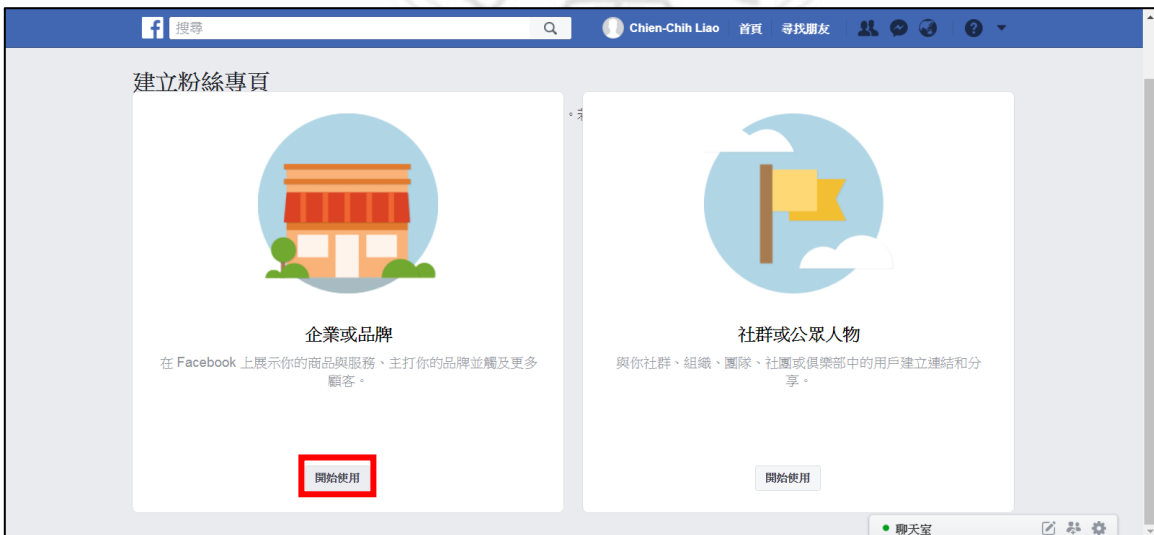 搜尋
Chien-Chih Liao 首頁 尋找朋友
建立粉絲專頁
企業或品牌
在 Facebook 上展示你的商品與服務、主打你的品牌並觸及更多
顧客。
開始使用
社群或公眾人物
與你社群、組織、團隊、社團或俱樂部中的用戶建立連結和分
享。
開始使用
聊天室